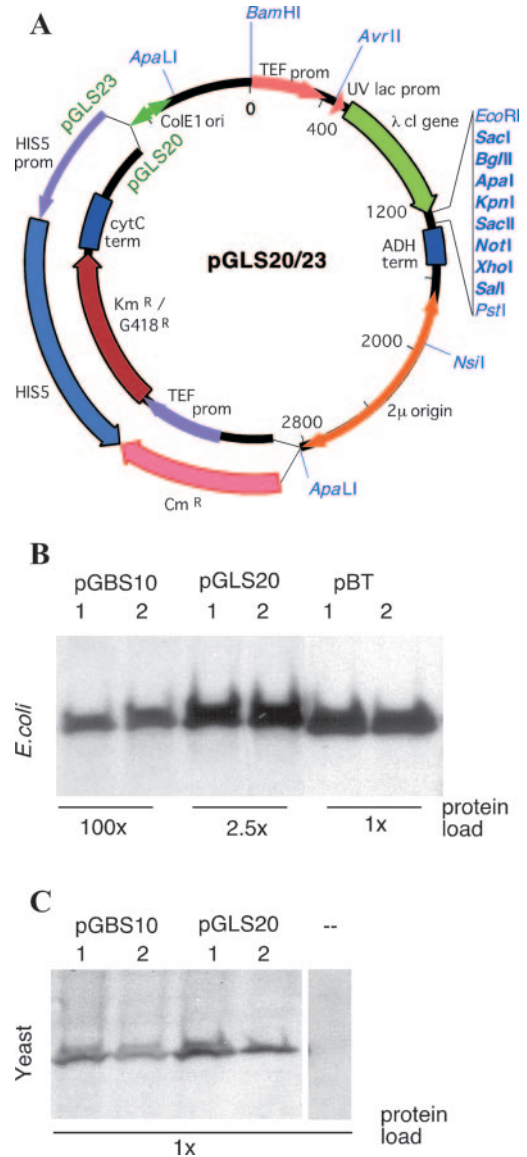 A
BamHI
ApaLI
AvrII
TEF prom
UV lac prom
pGLS23
0
400
ColE1 ori
λ cI gene
EcoRI
SacI
BglII
ApaI
KpnI
SacII
NotI
XhoI
SalI
PstI
HIS5
prom
pGLS20
1200
cytC
term
pGLS20/23
ADH
term
Km R /
G418 R
NsiI
2000
HIS5
TEF
prom
2μ origin
2800
ApaLI
Cm R
B
pGBS10 pGLS20 pBT
1 2 1 2 1 2
E.coli
100x 2.5x 1x
protein
load
C
pGBS10 pGLS20 --
1 2 1 2
Yeast
1x
protein
load